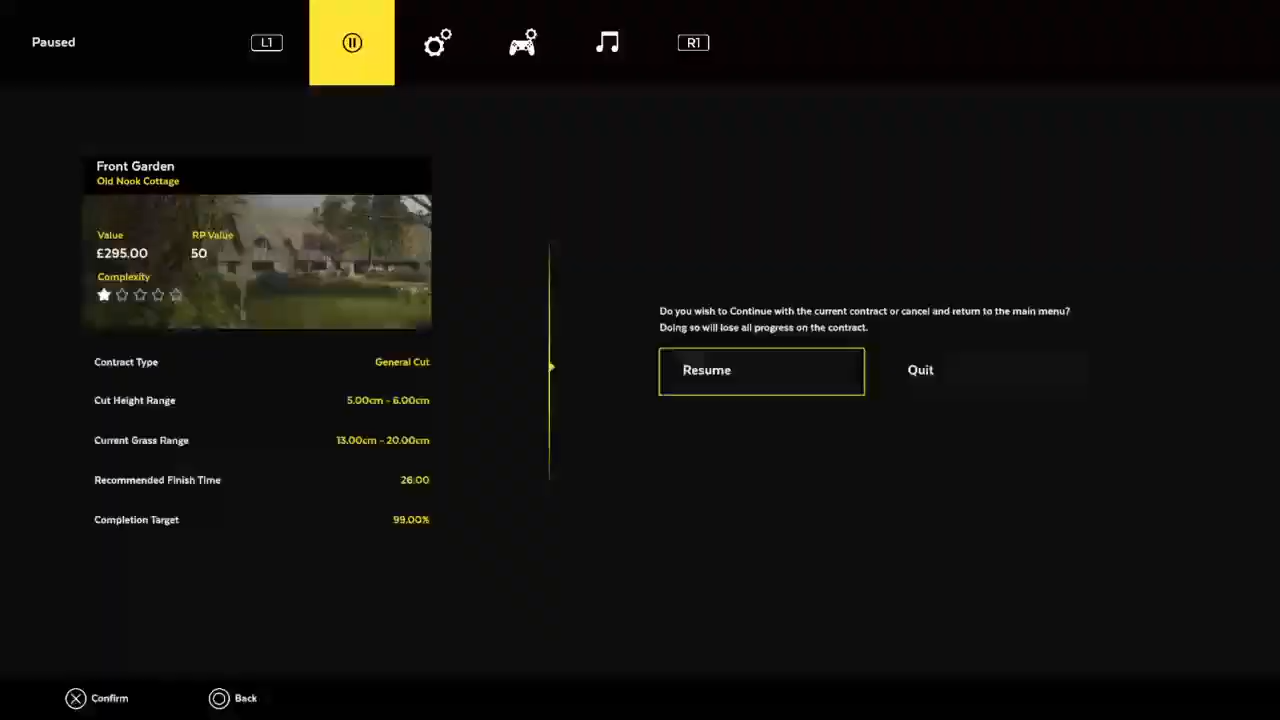 Paused
L1
R1
Front Garden
Old Nook Cottage
Value RP Value
£295.00 50
Complexity
Contract Type General Cut
Cut Height Range 5.00cm - 6.00cm
Current Grass Range 13.00cm - 20.00cm
Recommended Finish Time 26:00
Completion Target 99.00%
Do you wish to Continue with the current contract or cancel and return to the main menu?
Doing so will lose all progress on the contract.
Resume Quit
Confirm Back